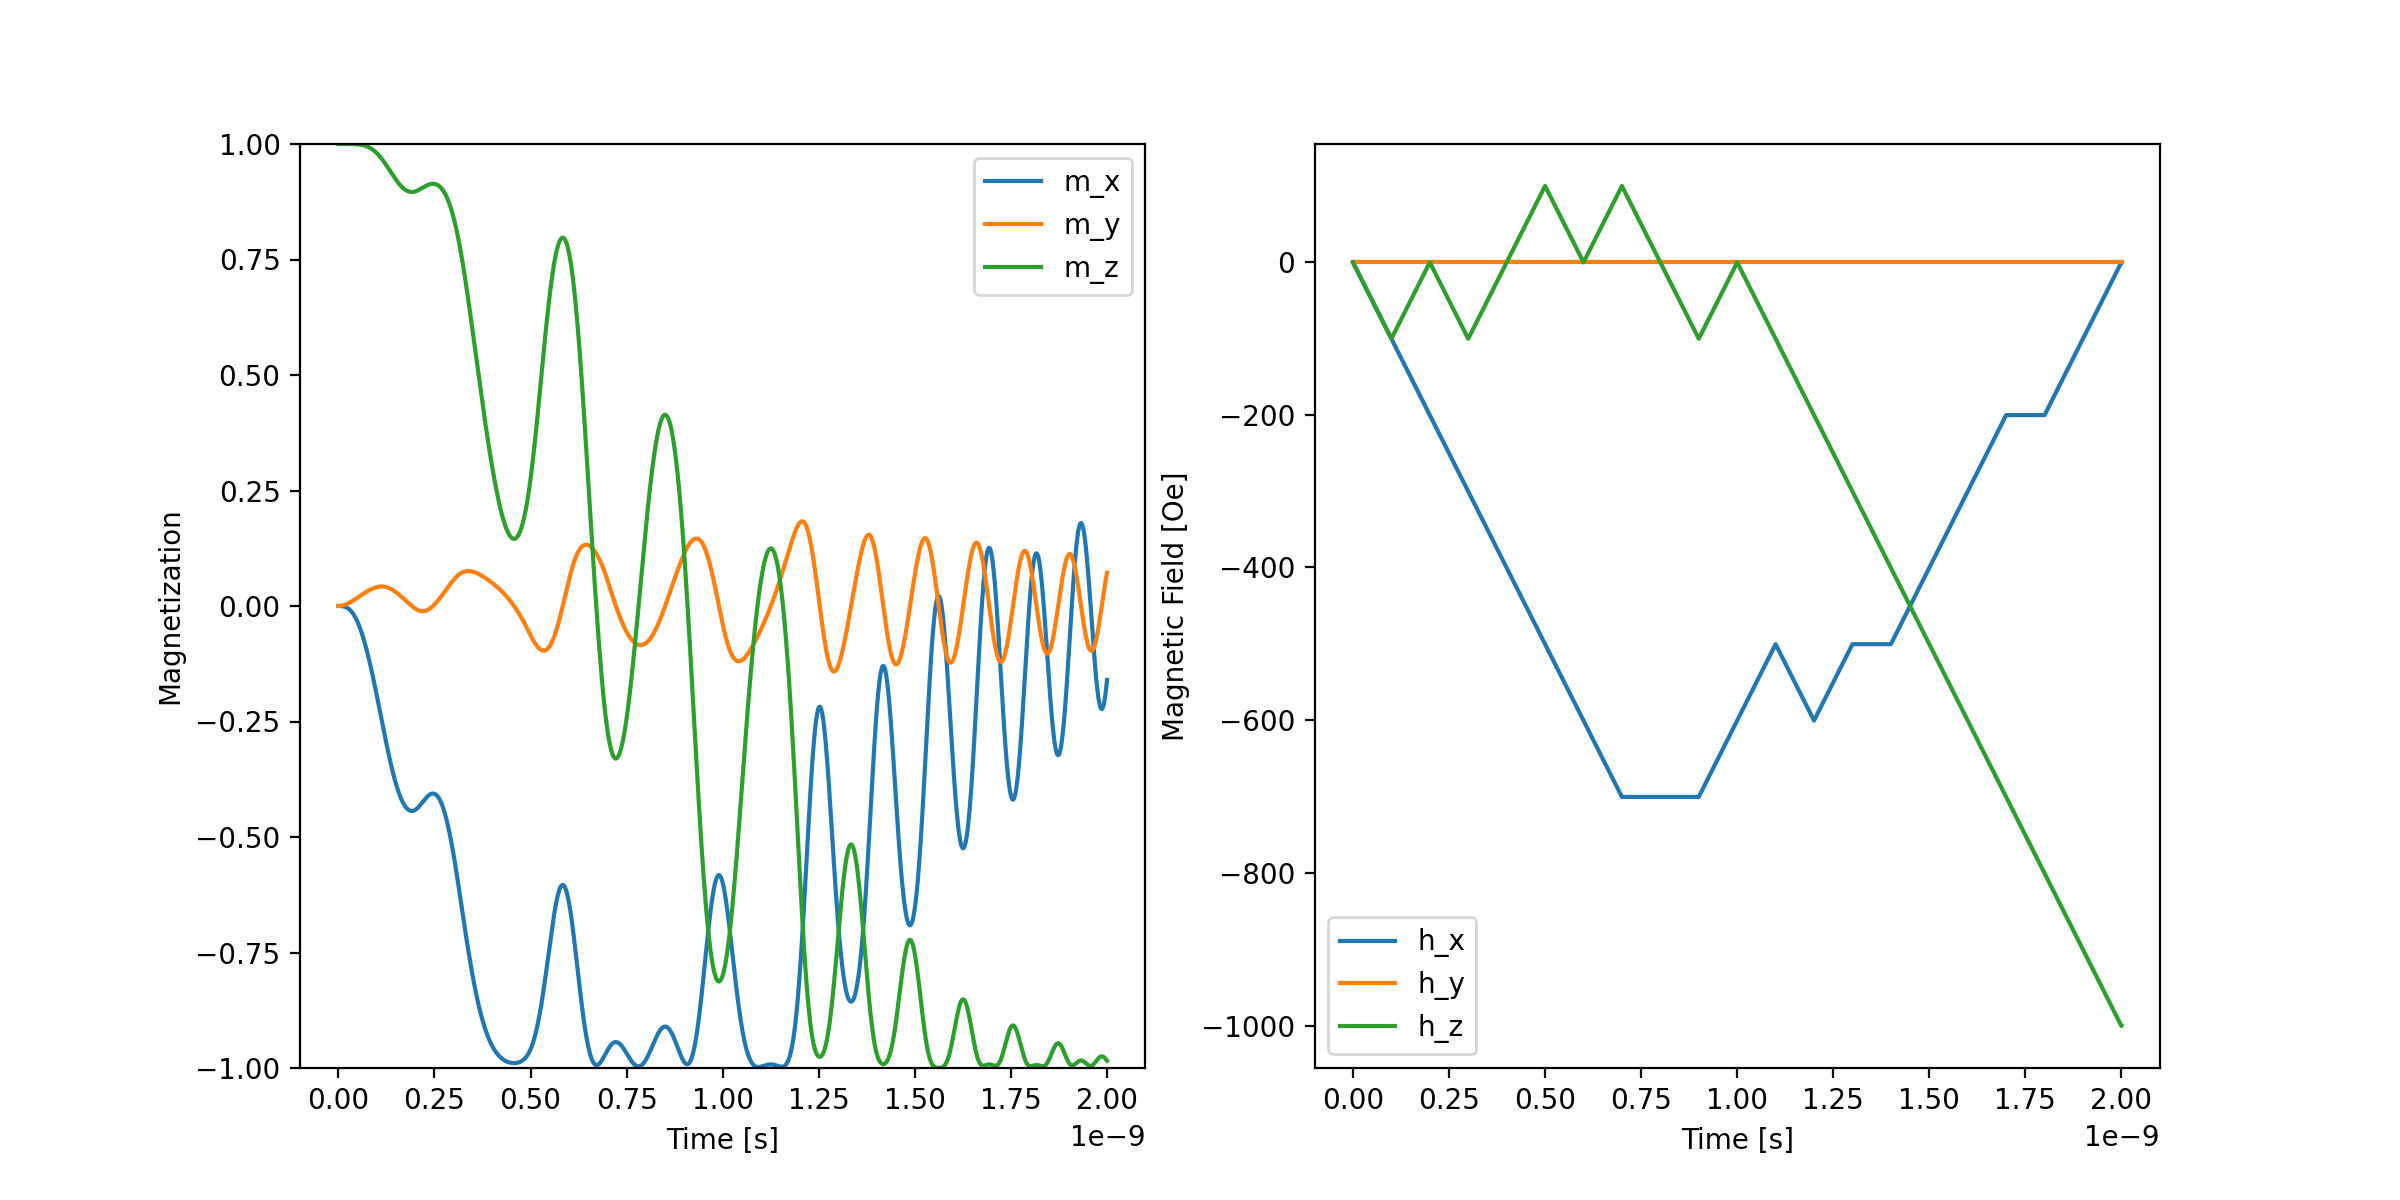 Magnetization
1.00
0.75
0.50
0.25
0.00
−0.25
−0.50
−0.75
−1.00
m_x
m_y
m_z
0.00 0.25 0.50 0.75 1.00 1.25 1.50 1.75 2.00
Time [s]
1e−9
Magnetic Field [Oe]
0
−200
−400
−600
−800
−1000
h_x
h_y
h_z
0.00 0.25 0.50 0.75 1.00 1.25 1.50 1.75 2.00
Time [s]
1e−9